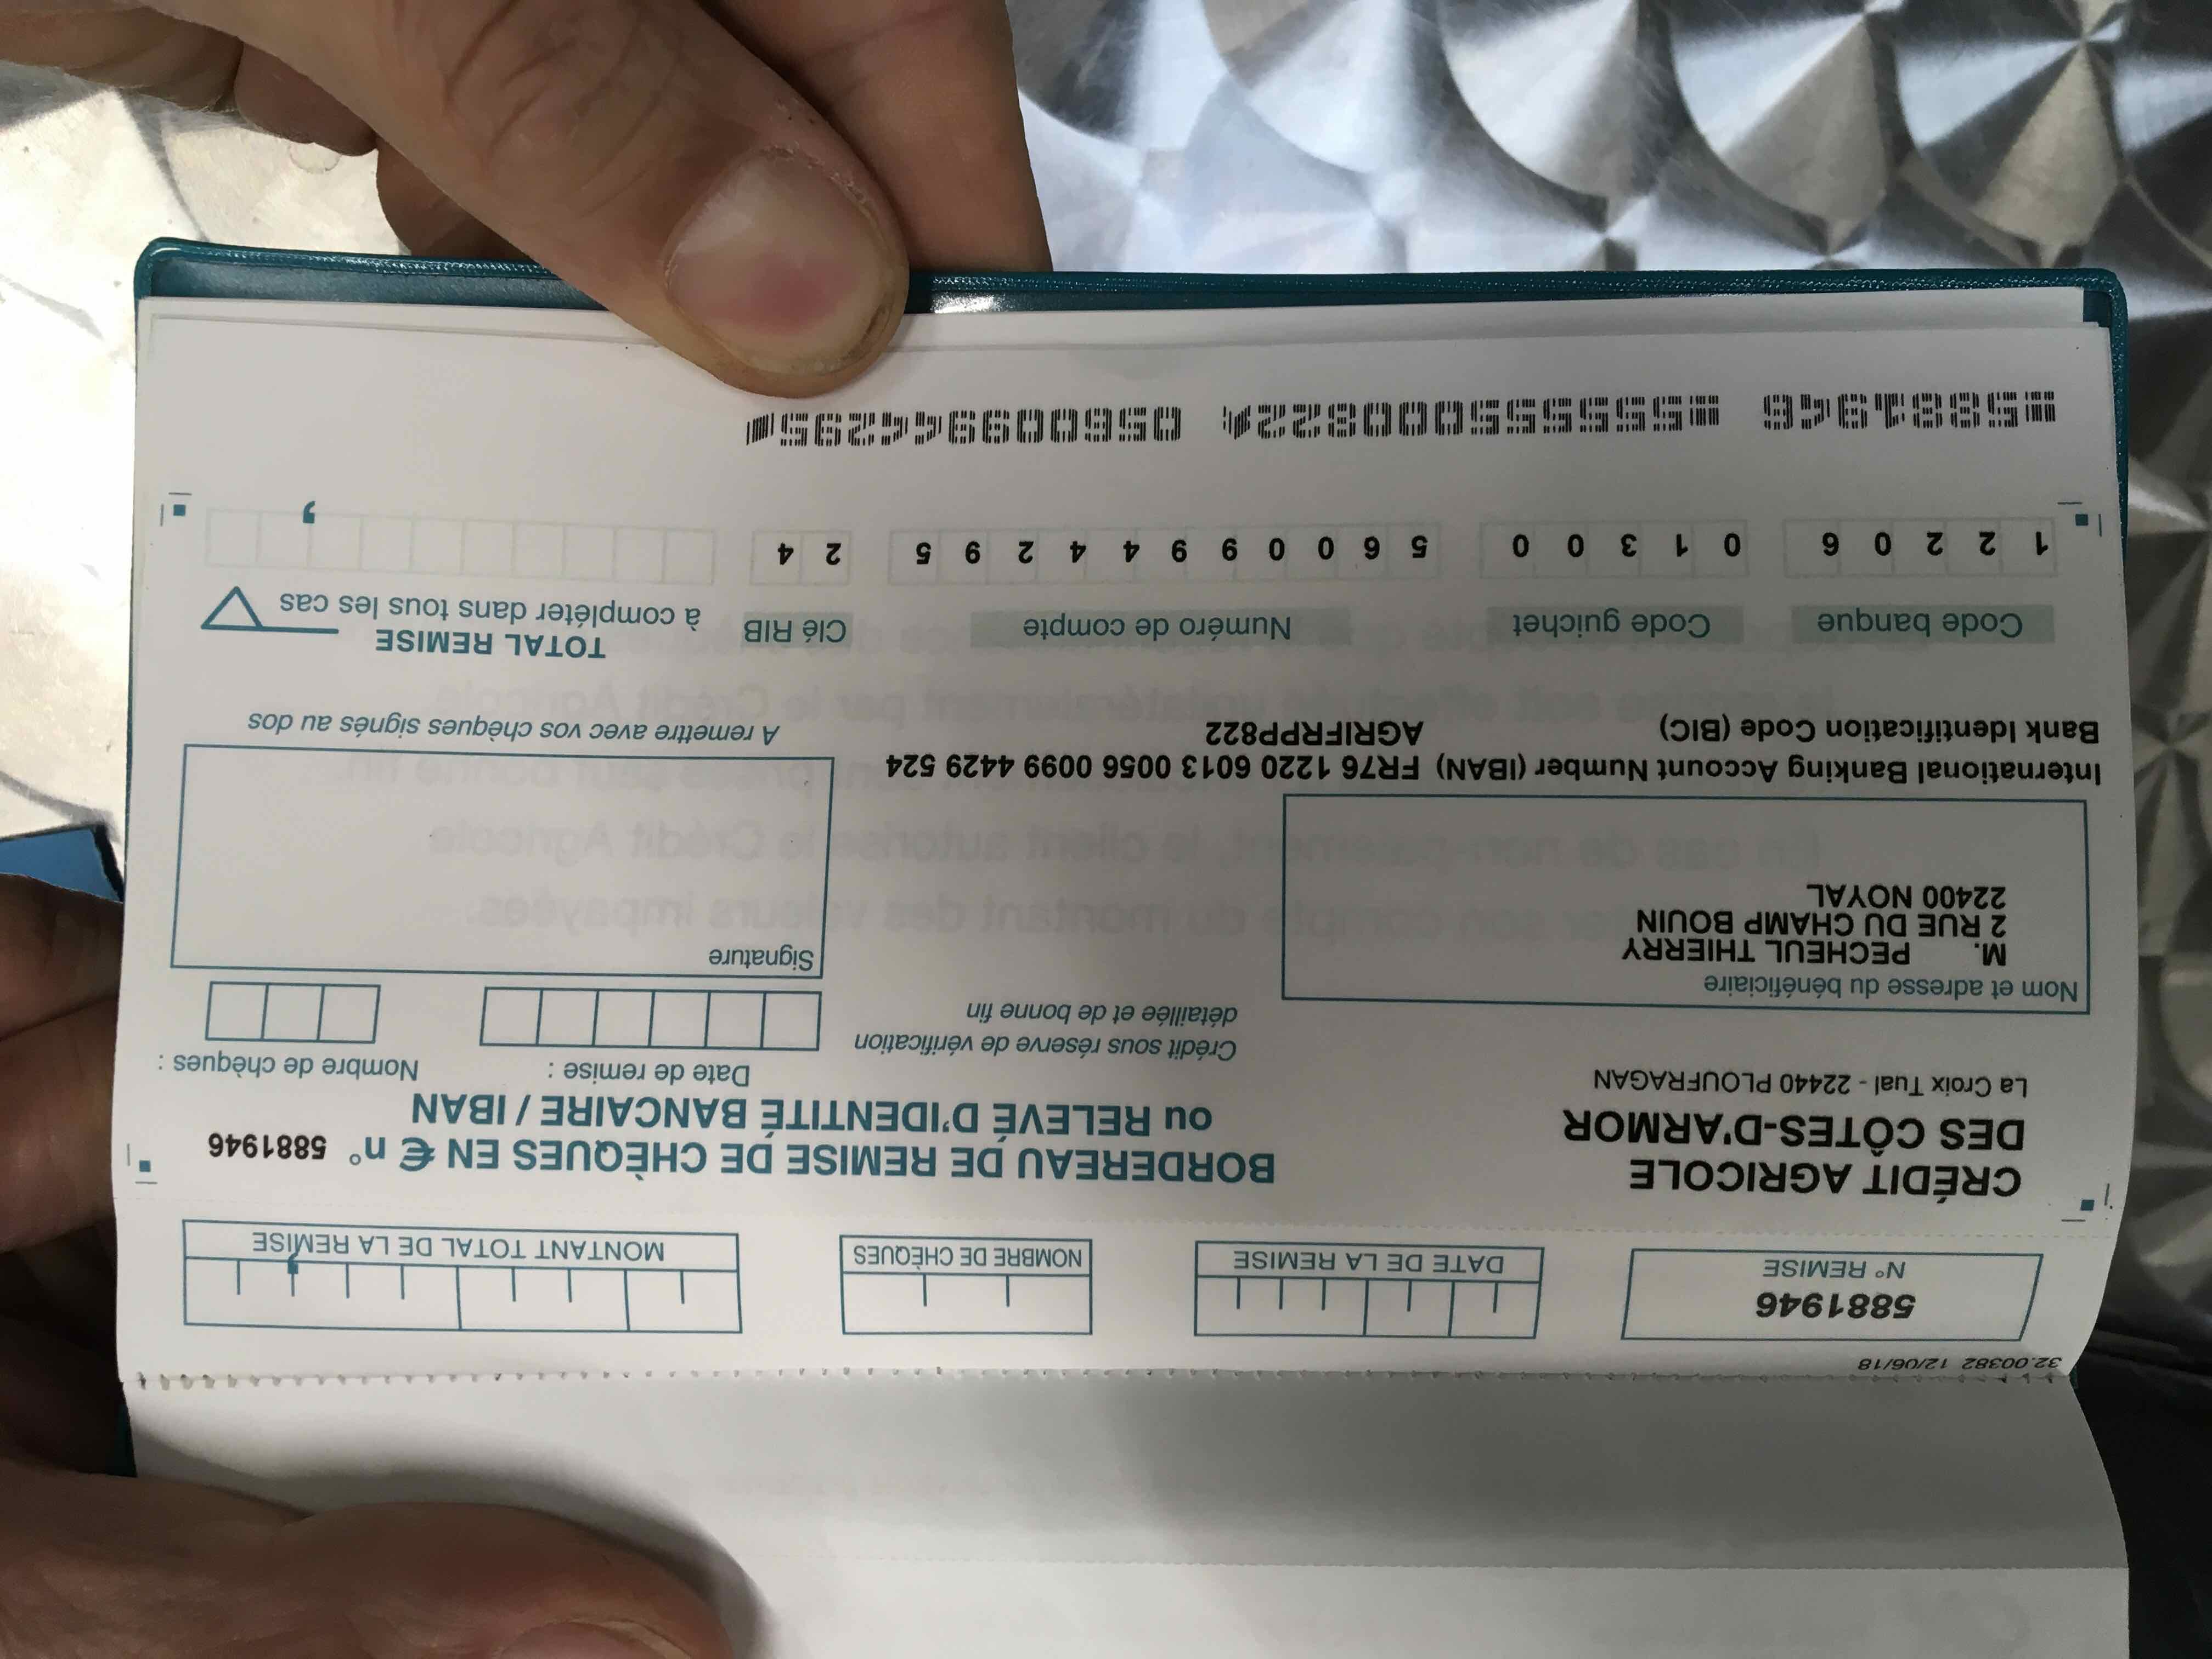 32.00382 12/06/18
5881946
N° REMISE
DATE DE LA REMISE
NOMBRE DE CHÈQUES
MONTANT TOTAL DE LA REMISE
CRÉDIT AGRICOLE
DES CÔTES-D'ARMOR
La Croix Tual - 22440 PLOUFRAGAN
BORDEREAU DE REMISE DE CHÈQUES EN € n° 5881946
ou RELEVÉ D'IDENTITÉ BANCAIRE / IBAN
Date de remise :
Nombre de chèques :
Crédit sous réserve de vérification
détaillée et de bonne fin
Nom et adresse du bénéficiaire
M. PECHEUL THIERRY
2 RUE DU CHAMP BOUIN
22400 NOYAL
Signature
International Banking Account Number (IBAN) FR76 1220 6013 0056 0099 4429 524
Bank Identification Code (BIC) AGRIFRPP822
A remettre avec vos chèques signés au dos
Code banque
Code guichet
Numéro de compte
Clé RIB
TOTAL REMISE
à compléter dans tous les cas
1 2 2 0 6
0 1 3 0 0
5 6 0 0 9 9 4 4 2 9 5
2 4
,
5881946 555555000822 056009944295